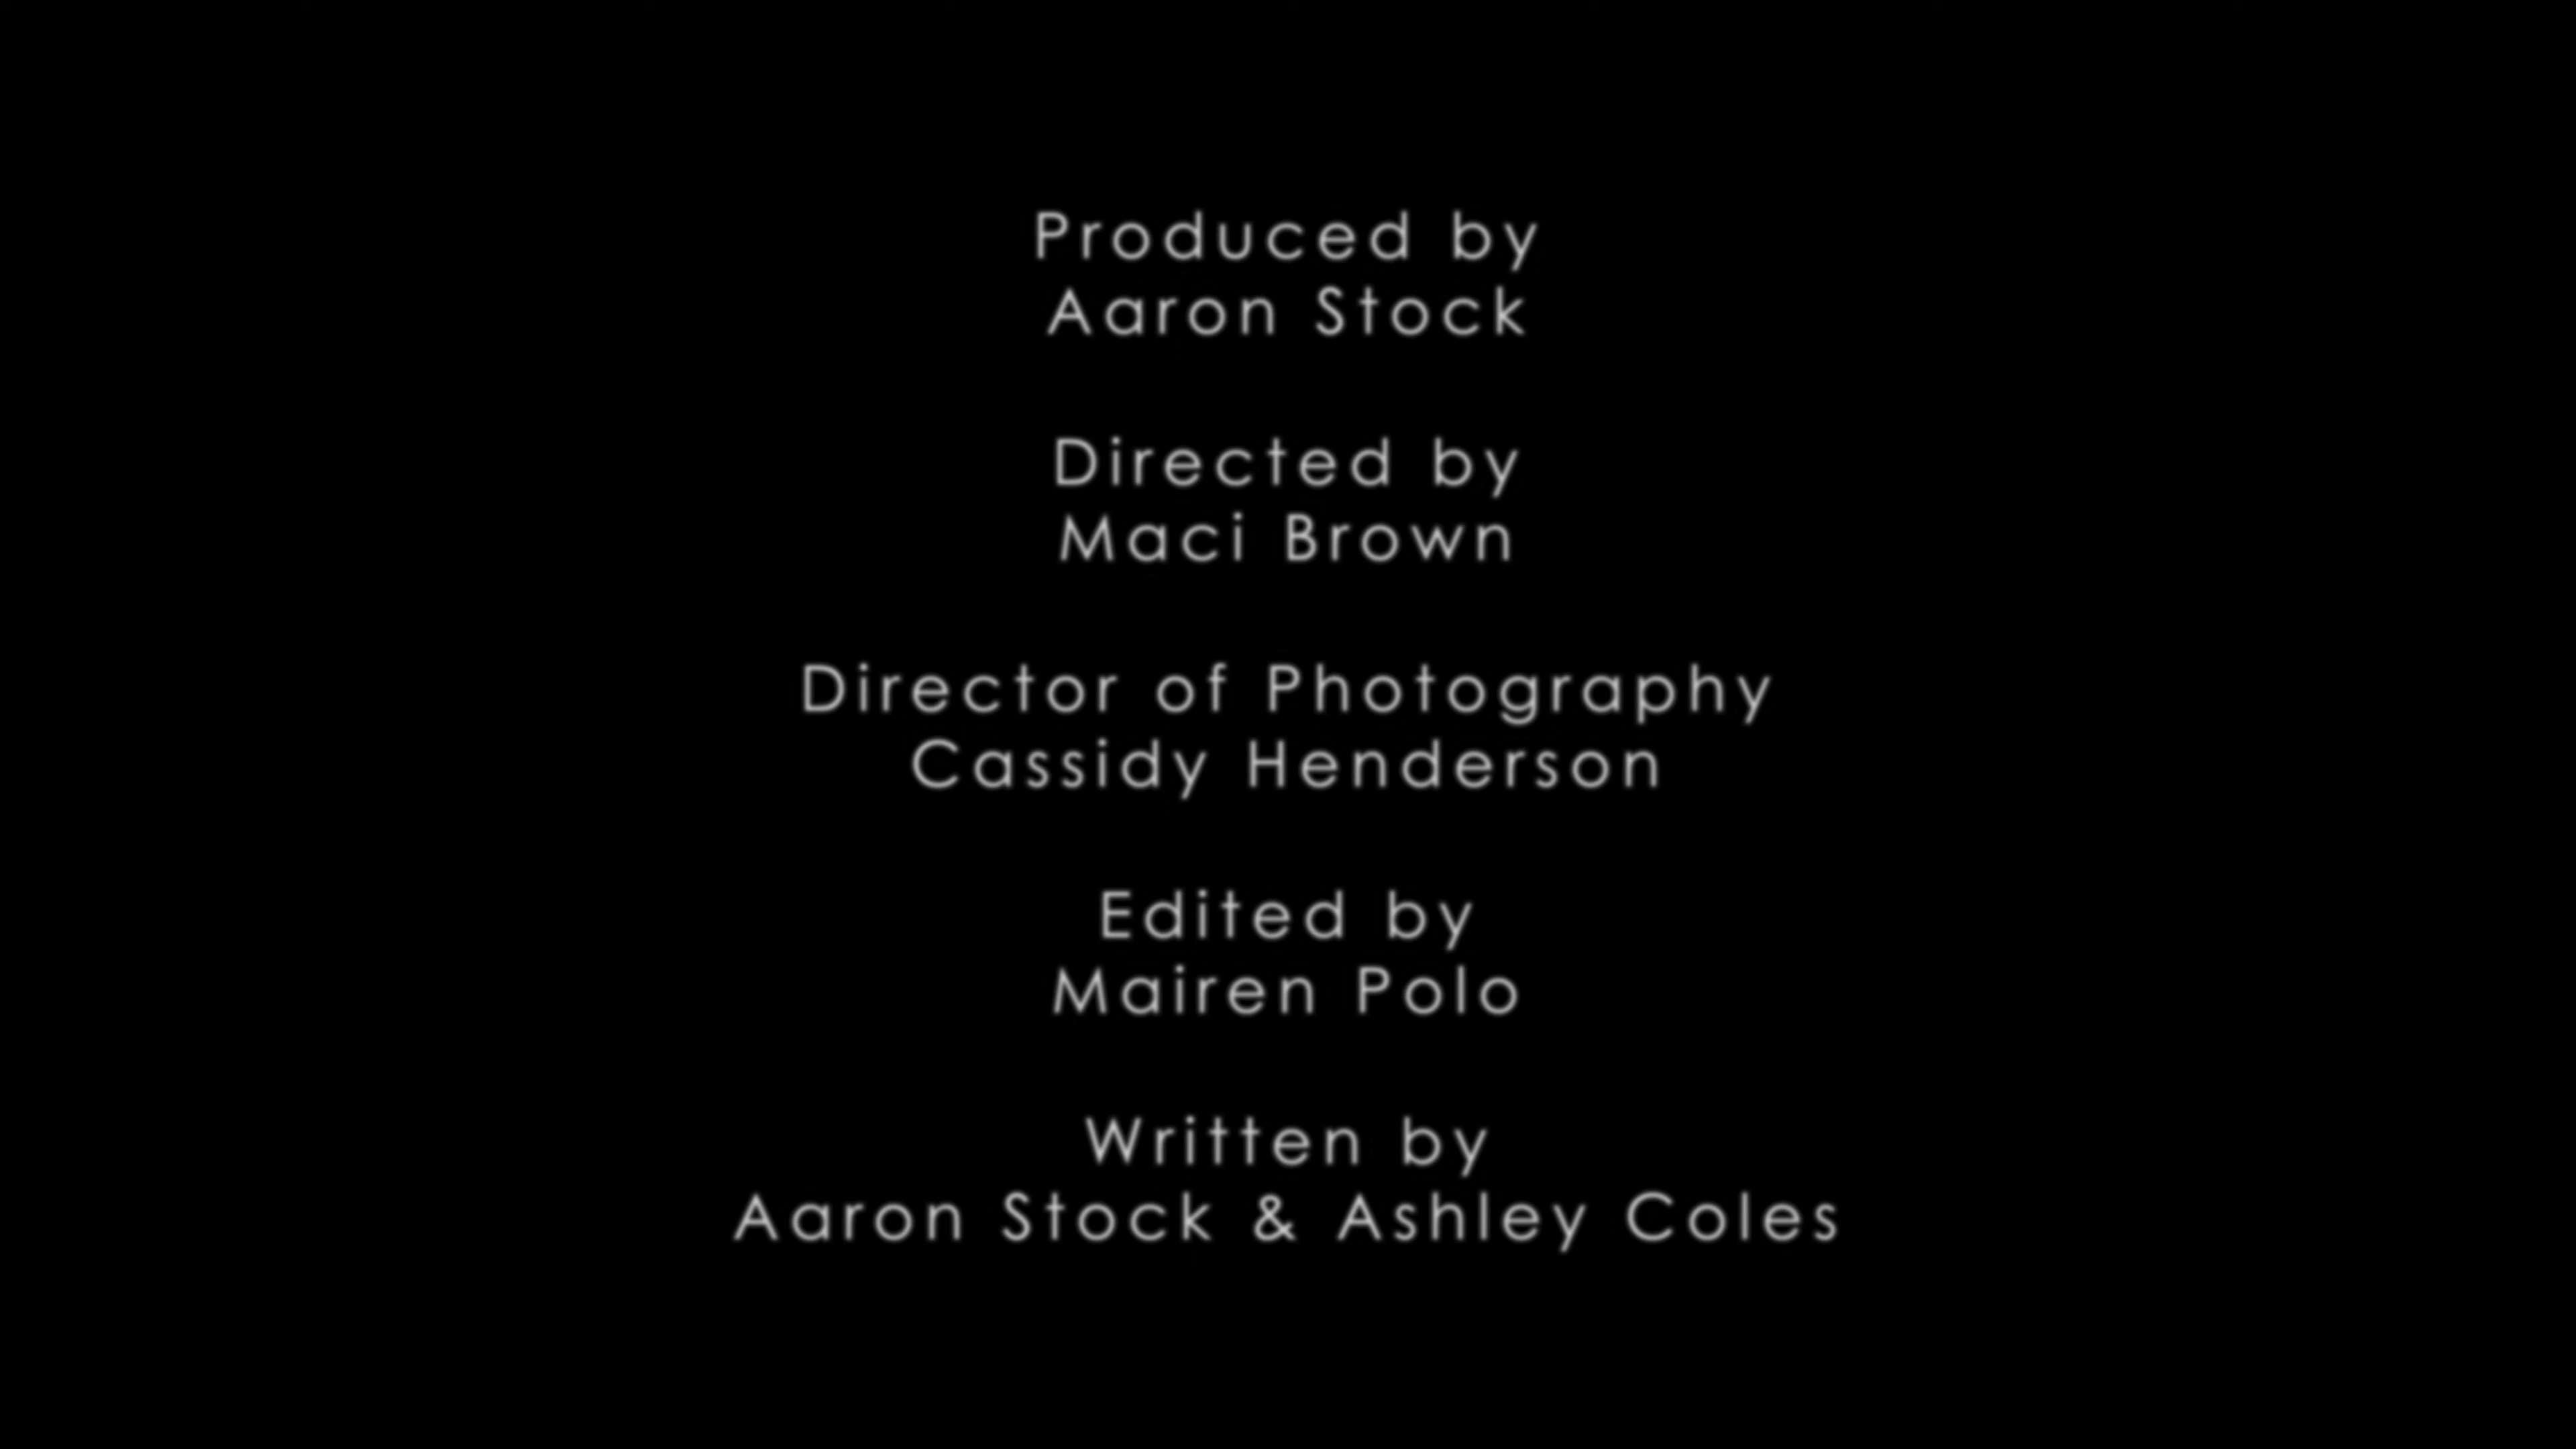 Produced by
Aaron Stock
Directed by
Maci Brown
Director of Photography
Cassidy Henderson
Edited by
Mairen Polo
Written by
Aaron Stock & Ashley Coles